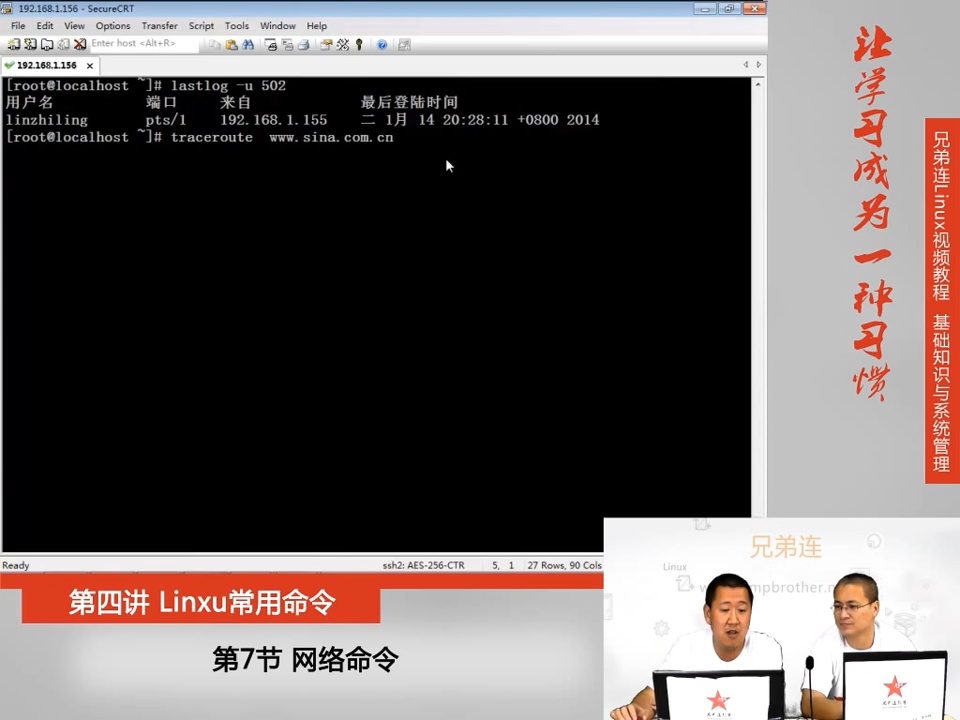 192.168.1.156 - SecureCRT
File Edit View Options Transfer Script Tools Window Help
Enter host <Alt+R>
192.168.1.156
[root@localhost ~]# lastlog -u 502
用户名 端口 来自 最后登陆时间
linzhiling pts/1 192.168.1.155 二 1月 14 20:28:11 +0800 2014
[root@localhost ~]# traceroute www.sina.com.cn
Ready ssh2: AES-256-CTR 5, 1 27 Rows, 90 Cols
让学习成为一种习惯
兄弟连Linux视频教程 基础知识与系统管理
兄弟连
Linux
第四讲 Linxu常用命令
第7节 网络命令